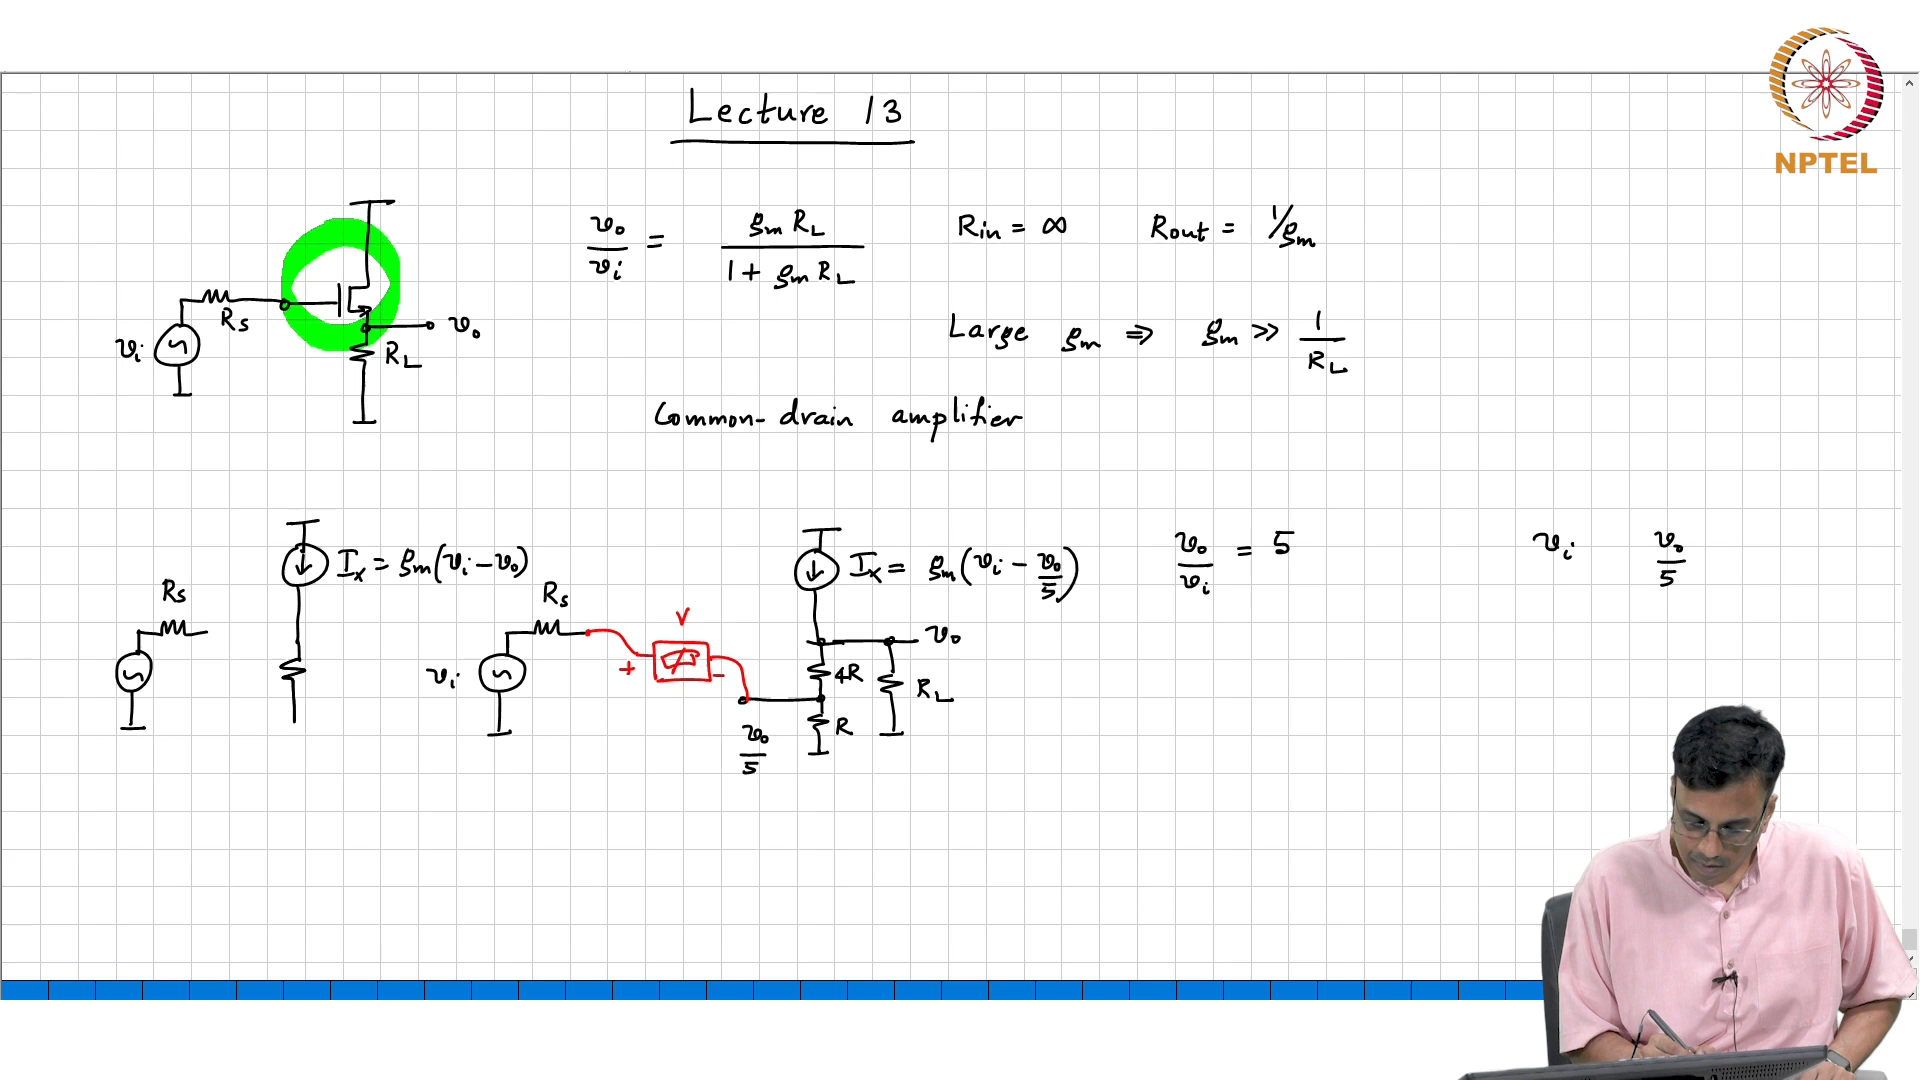 Lecture 13
NPTEL
vi
Rs
RL
vo
vo/vi = gm RL / 1 + gm RL
Rin = ∞
Rout = 1/gm
Large gm ⇒ gm >> 1/RL
Common-drain amplifier
Rs
Ix = gm(vi - vo)
vi
Rs
V
+
-
vo/5
Ix = gm(vi - vo/5)
vo
4R
R
RL
vo/vi = 5
vi
vo/5